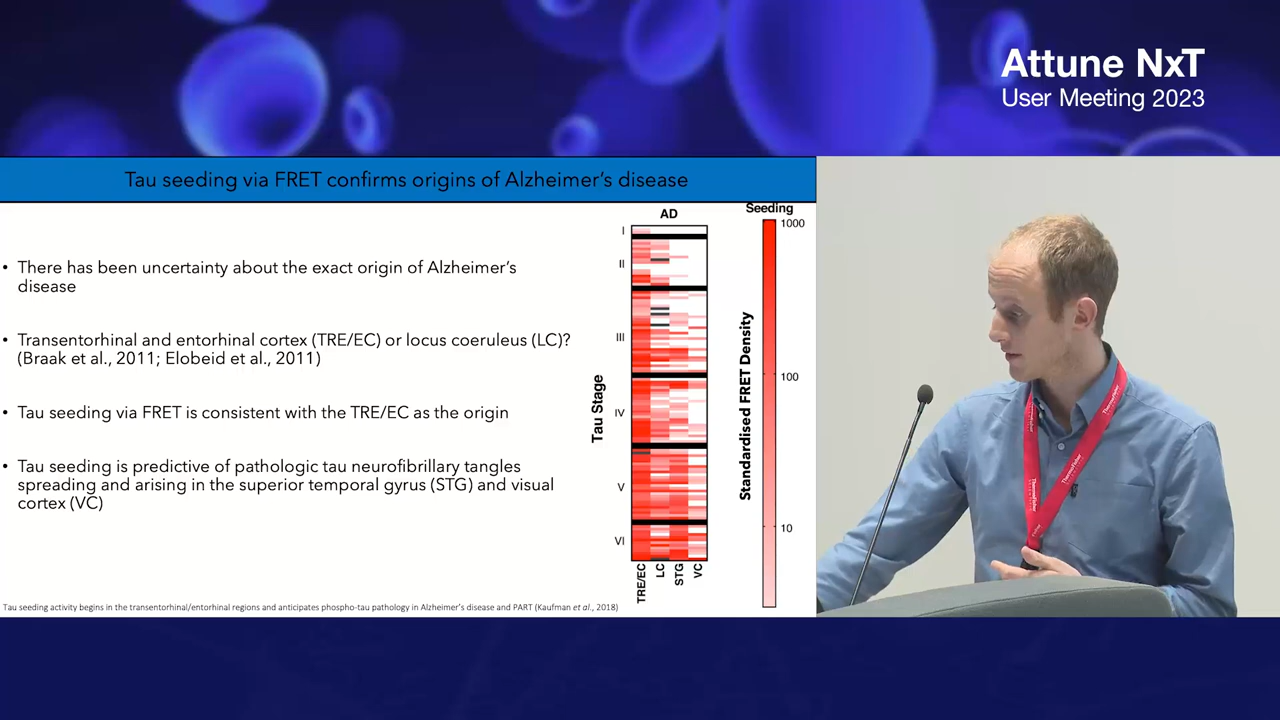 Attune NxT
User Meeting 2023
Tau seeding via FRET confirms origins of Alzheimer's disease
• There has been uncertainty about the exact origin of Alzheimer's
disease
• Transentorhinal and entorhinal cortex (TRE/EC) or locus coeruleus (LC)?
(Braak et al., 2011; Elobeid et al., 2011)
• Tau seeding via FRET is consistent with the TRE/EC as the origin
• Tau seeding is predictive of pathologic tau neurofibrillary tangles
spreading and arising in the superior temporal gyrus (STG) and visual
cortex (VC)
AD
Tau Stage
I
II
III
IV
V
VI
TRE/EC
LC
STG
VC
Seeding
Standardised FRET Density
1000
100
10
Tau seeding activity begins in the transentorhinal/entorhinal regions and anticipates phospho-tau pathology in Alzheimer's disease and PART (Kaufman et al., 2018)
ThermoFisher